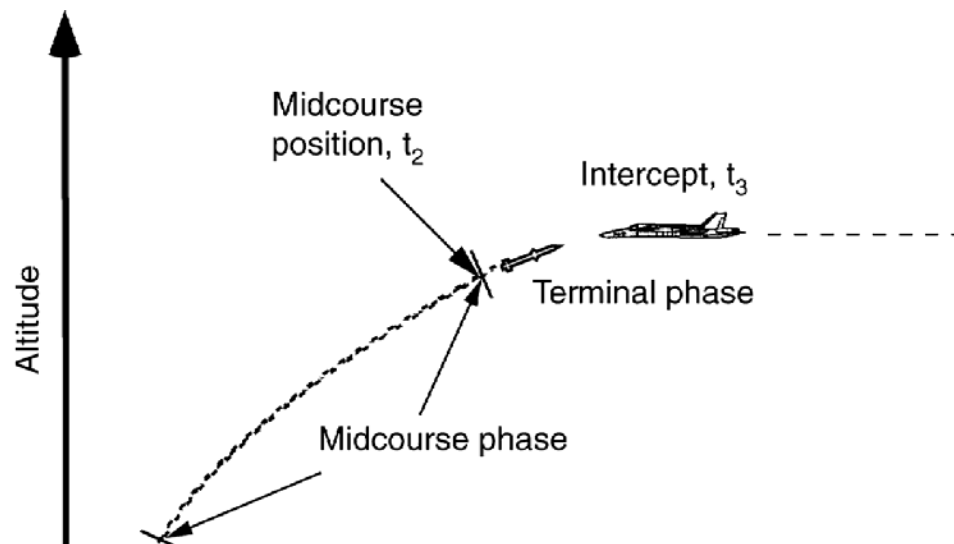 Midcourse
position, t₂
Intercept, t₃
Terminal phase
Altitude
Midcourse phase